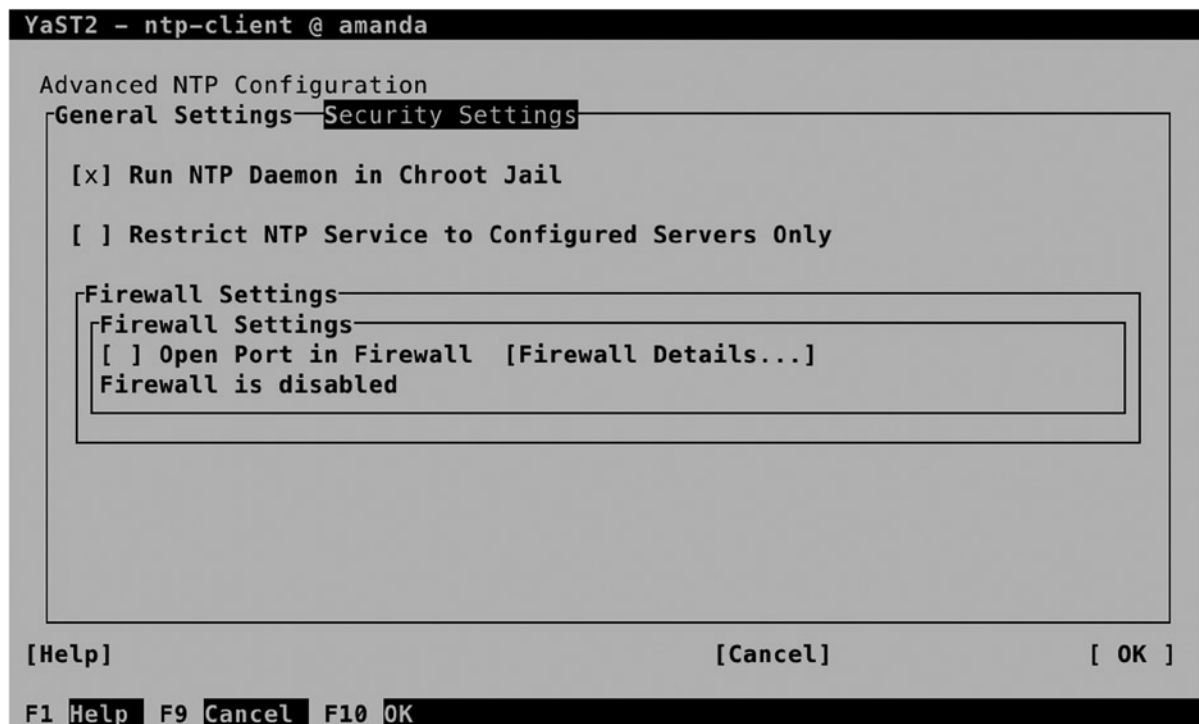 YaST2 - ntp-client @ amanda
Advanced NTP Configuration
General Settings Security Settings
[x] Run NTP Daemon in Chroot Jail
[ ] Restrict NTP Service to Configured Servers Only
Firewall Settings
Firewall Settings
[ ] Open Port in Firewall [Firewall Details...]
Firewall is disabled
[Help] [Cancel] [ OK ]
F1 Help F9 Cancel F10 OK